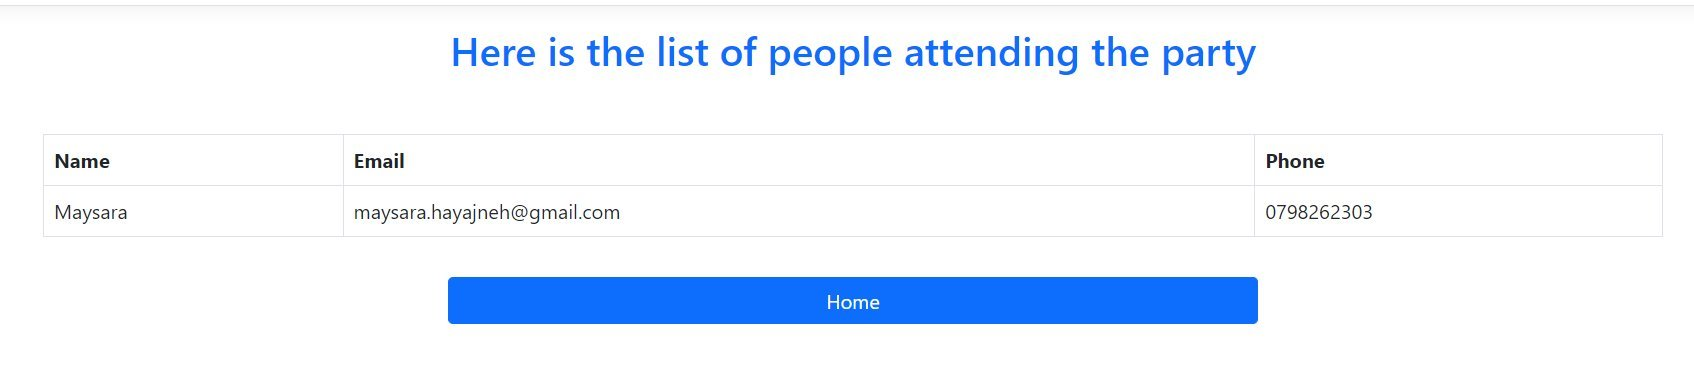 Here is the list of people attending the party
Name Email Phone
Maysara maysara.hayajneh@gmail.com 0798262303
Home